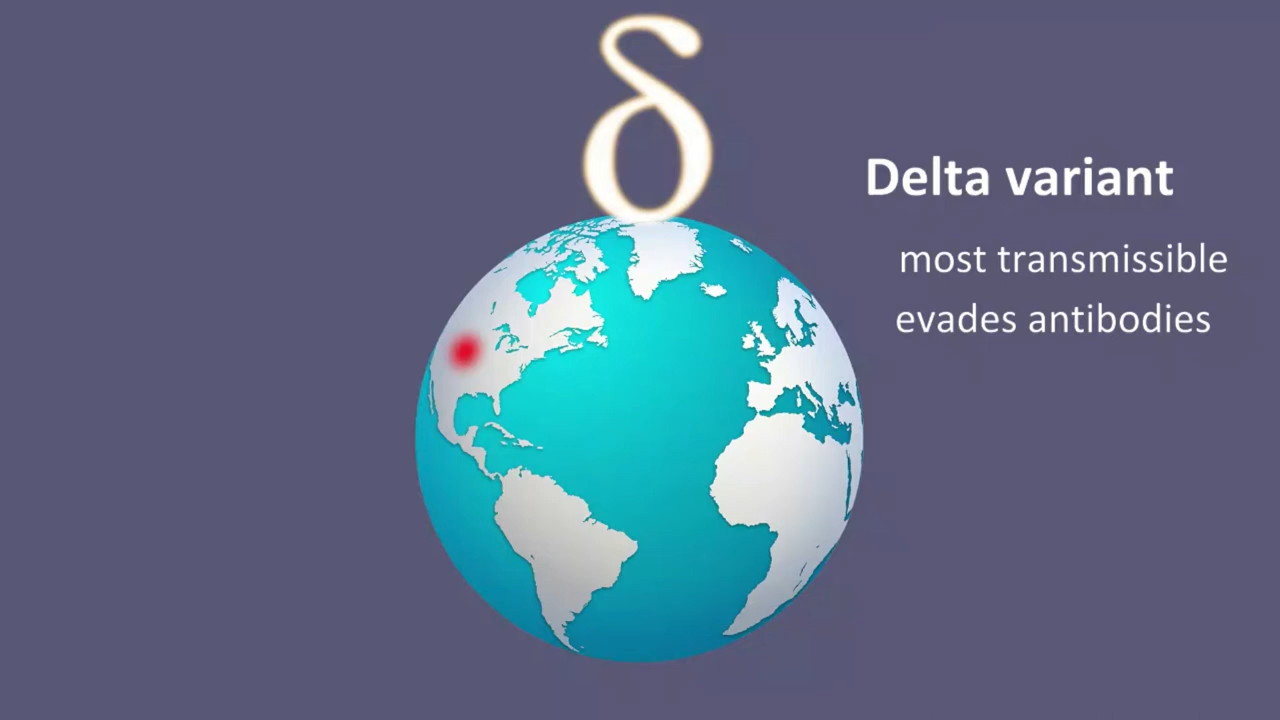 δ
Delta variant
most transmissible
evades antibodies